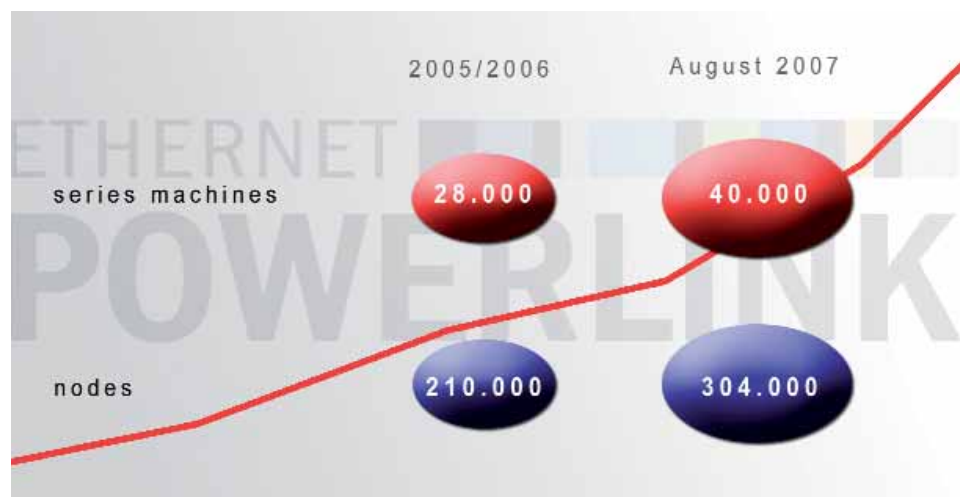 2005/2006 August 2007
ETHERNET
series machines 28.000 40.000
POWERLINK
nodes 210.000 304.000